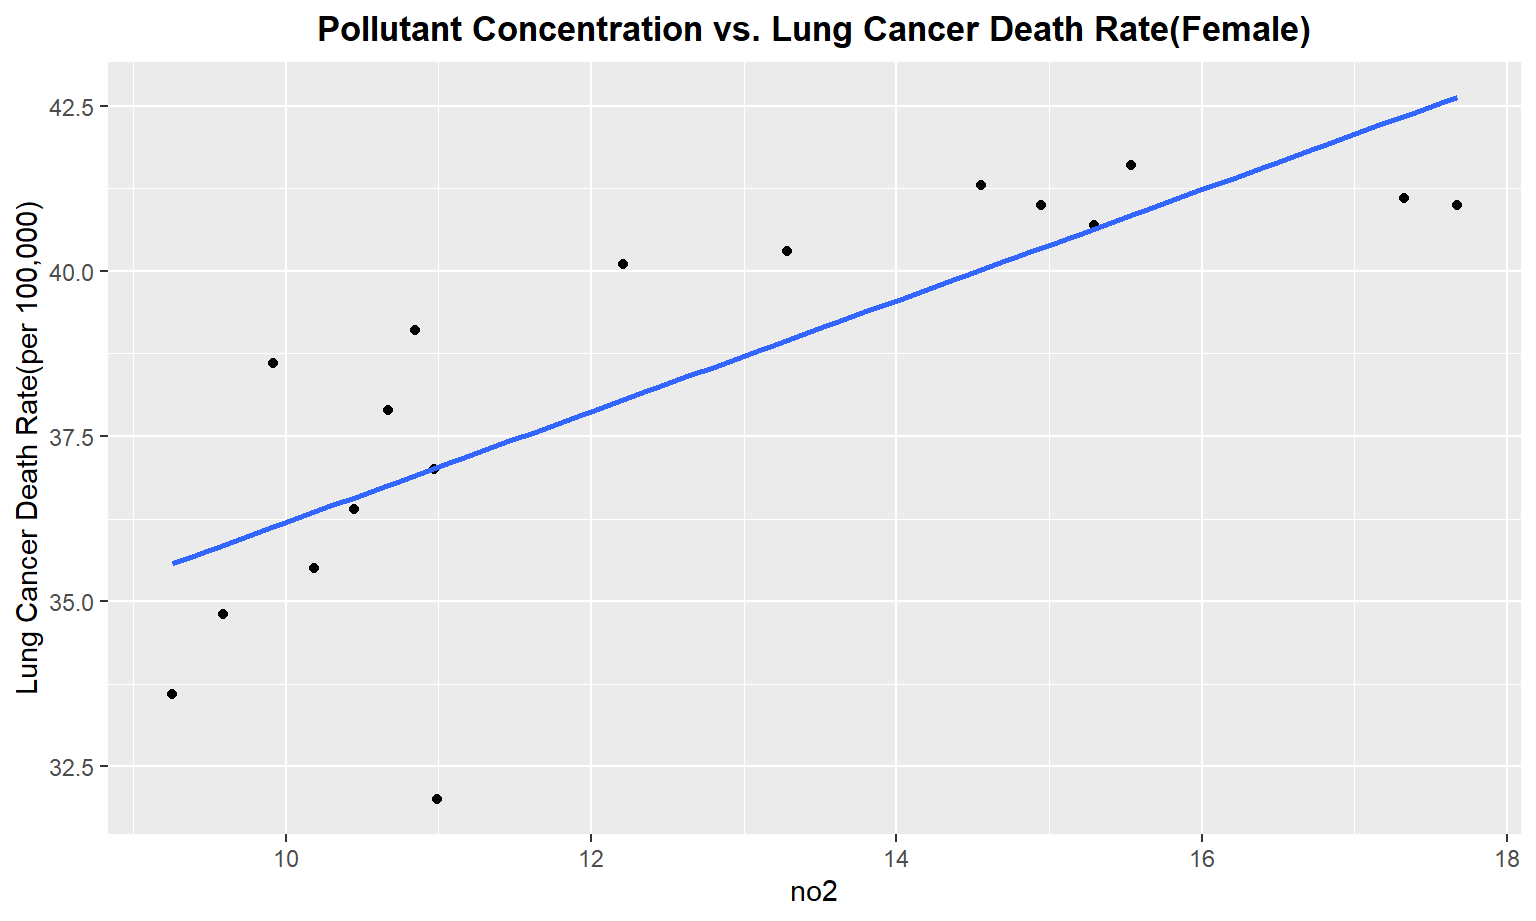 Pollutant Concentration vs. Lung Cancer Death Rate(Female)
Lung Cancer Death Rate(per 100,000)
42.5
40.0
37.5
35.0
32.5
10 12 14 16 18
no2